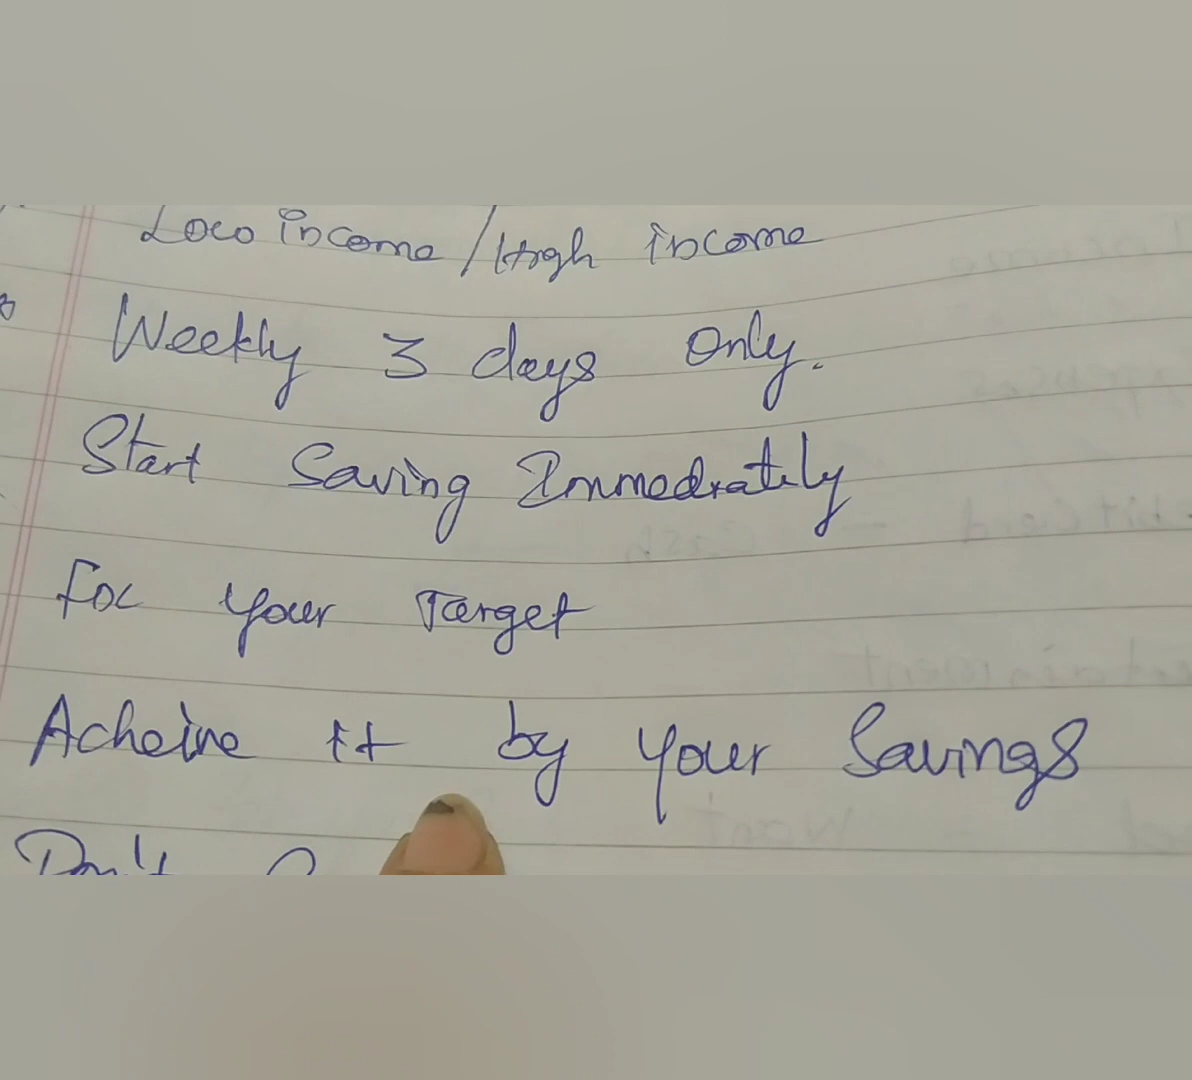 Low income / High income
Weekly 3 days only.
Start Saving Immediately
For your Target
Acheive it by your Savings
Don't